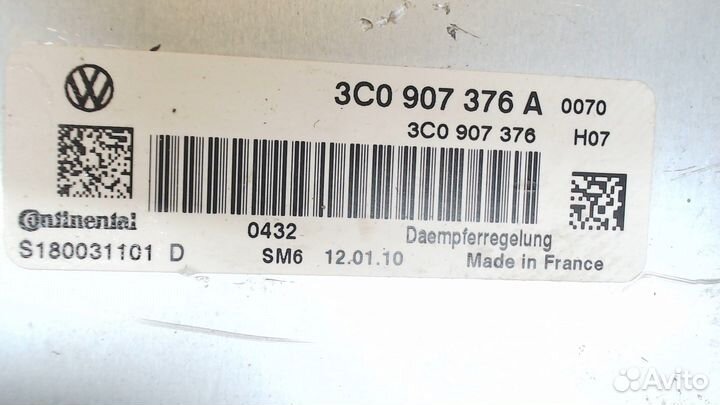 3C0 907 376 A 0070
3C0 907 376 H07
Continental
0432 Daempferregelung
S180031101 D SM6 12.01.10 Made in France
Avito